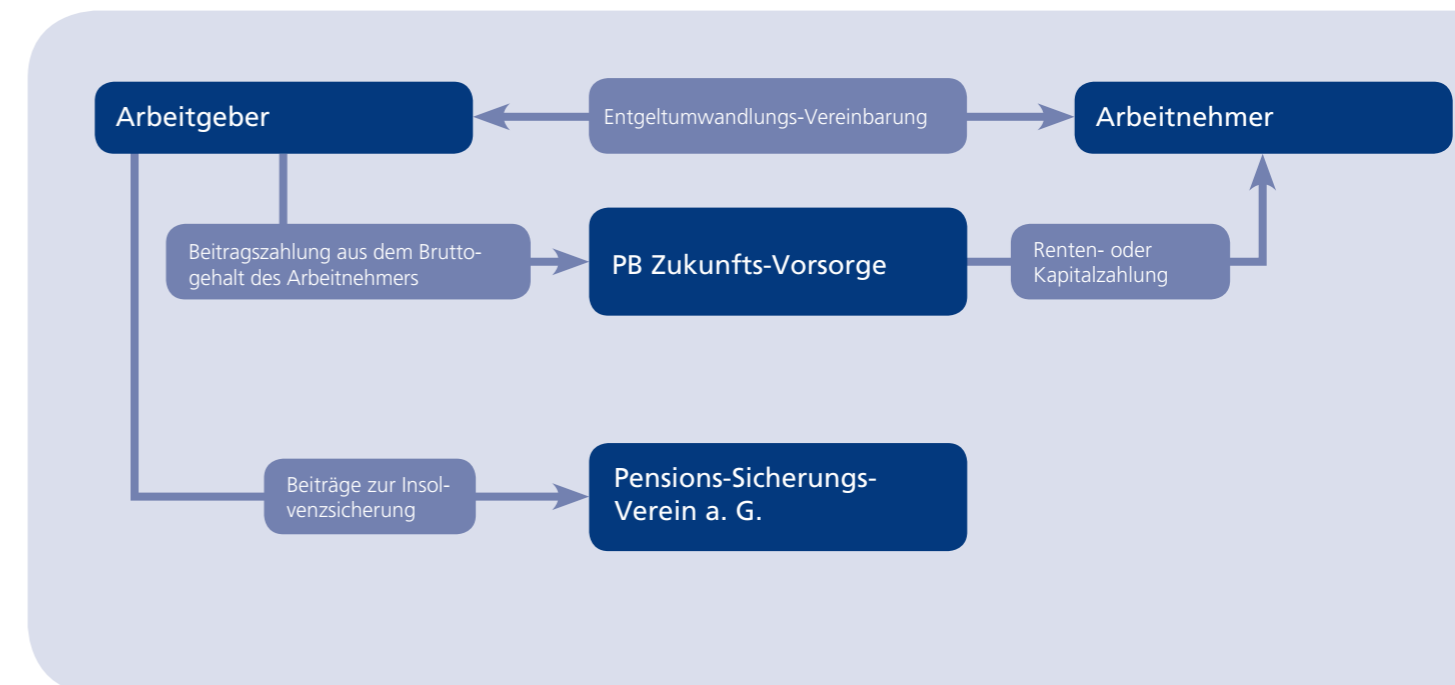 Arbeitgeber
Entgeltumwandlungs-Vereinbarung
Arbeitnehmer
Beitragszahlung aus dem Brutto-
gehalt des Arbeitnehmers
PB Zukunfts-Vorsorge
Renten- oder
Kapitalzahlung
Beiträge zur Insol-
venzsicherung
Pensions-Sicherungs-
Verein a. G.